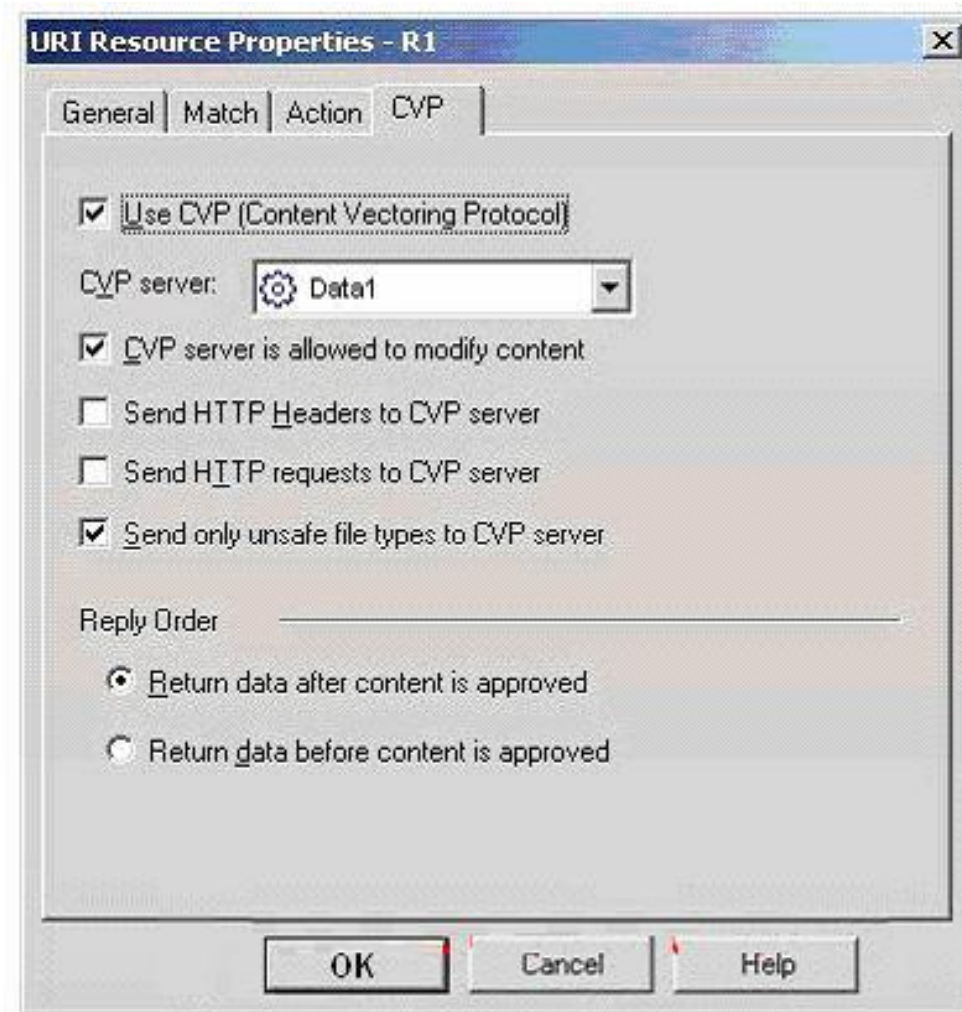 URI Resource Properties - R1
General Match Action CVP
Use CVP (Content Vectoring Protocol)
CVP server: Data1
CVP server is allowed to modify content
Send HTTP Headers to CVP server
Send HTTP requests to CVP server
Send only unsafe file types to CVP server
Reply Order
Return data after content is approved
Return data before content is approved
OK Cancel Help